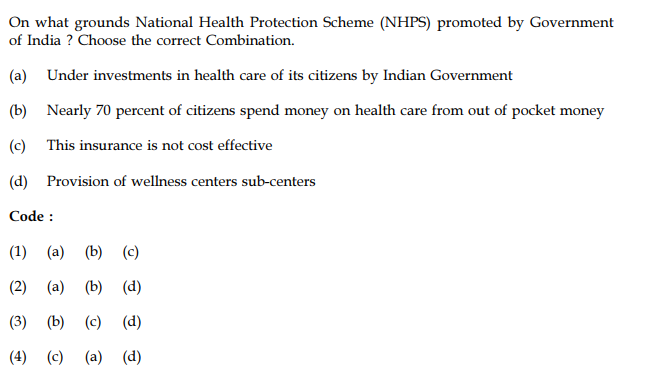 On what grounds National Health Protection Scheme (NHPS) promoted by Government
of India ? Choose the correct Combination.
(a) Under investments in health care of its citizens by Indian Government
(b) Nearly 70 percent of citizens spend money on health care from out of pocket money
(c) This insurance is not cost effective
(d) Provision of wellness centers sub-centers
Code :
(1) (a) (b) (c)
(2) (a) (b) (d)
(3) (b) (c) (d)
(4) (c) (a) (d)